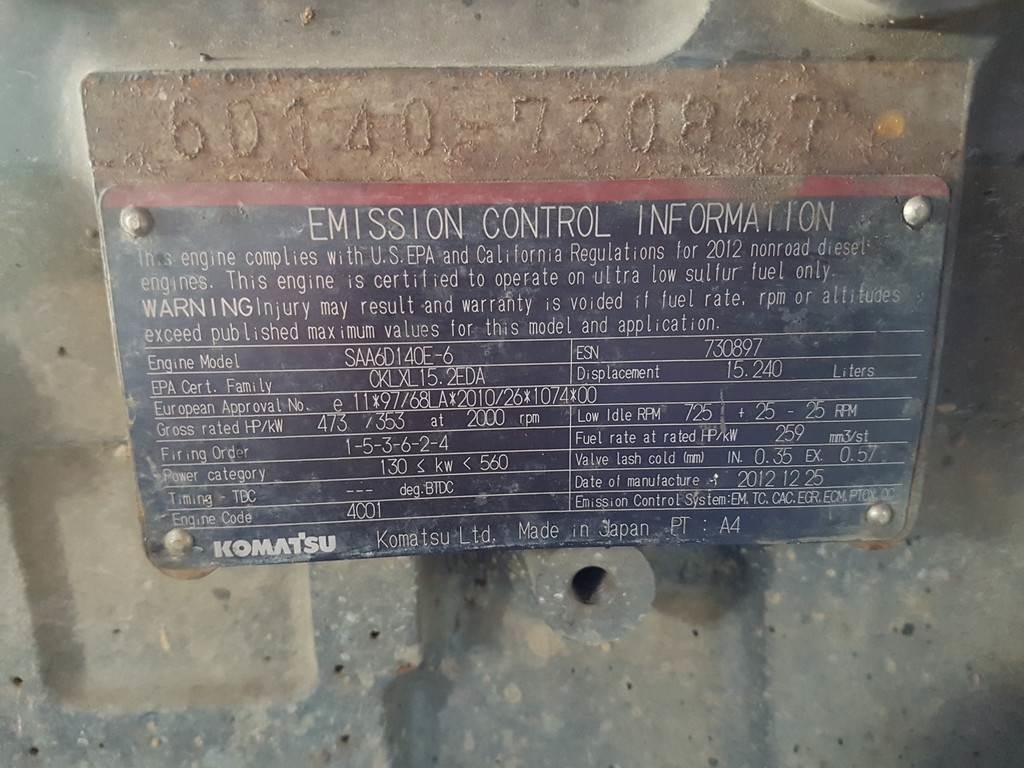 6D140-730897
EMISSION CONTROL INFORMATION
This engine complies with U.S. EPA and California Regulations for 2012 nonroad diesel
engines. This engine is certified to operate on ultra low sulfur fuel only.
WARNING Injury may result and warranty is voided if fuel rate, rpm or altitudes
exceed published maximum values for this model and application.
Engine Model SAA6D140E-6 ESN 730897
EPA Cert. Family CKLXL15.2EDA Displacement 15.240 Liters
European Approval No. e 11*97/68LA*2010/26*1074*00
Gross rated HP/kW 473 / 353 at 2000 rpm Low Idle RPM 725 + 25 - 25 RPM
Firing Order 1-5-3-6-2-4 Fuel rate at rated HP/kW 259 mm3/st
Power category 130 ≤ kw < 560 Valve lash cold (mm) IN. 0.35 EX. 0.57
Timing - TDC --- deg.BTDC Date of manufacture : 2012 12 25
Engine Code 4C01 Emission Control System:EM, TC, CAC, EGR, ECM, PTOX, OC
KOMATSU Komatsu Ltd. Made in Japan PT : A4